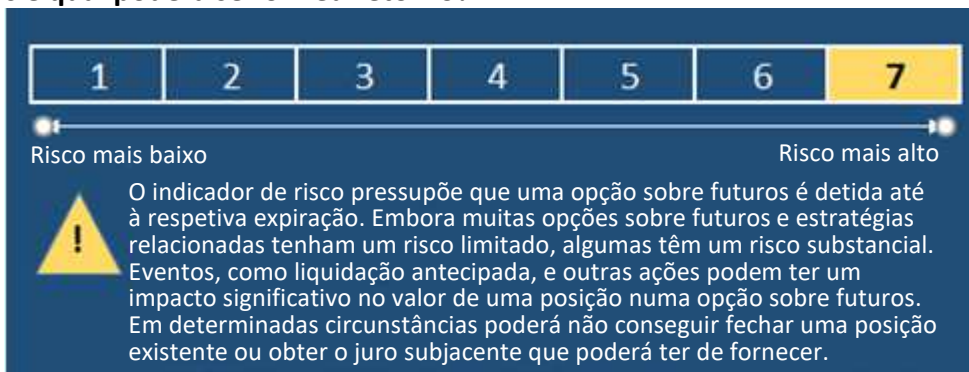 1 2 3 4 5 6 7
Risco mais baixo Risco mais alto
O indicador de risco pressupõe que uma opção sobre futuros é detida até
à respetiva expiração. Embora muitas opções sobre futuros e estratégias
relacionadas tenham um risco limitado, algumas têm um risco substancial.
Eventos, como liquidação antecipada, e outras ações podem ter um
impacto significativo no valor de uma posição numa opção sobre futuros.
Em determinadas circunstâncias poderá não conseguir fechar uma posição
existente ou obter o juro subjacente que poderá ter de fornecer.